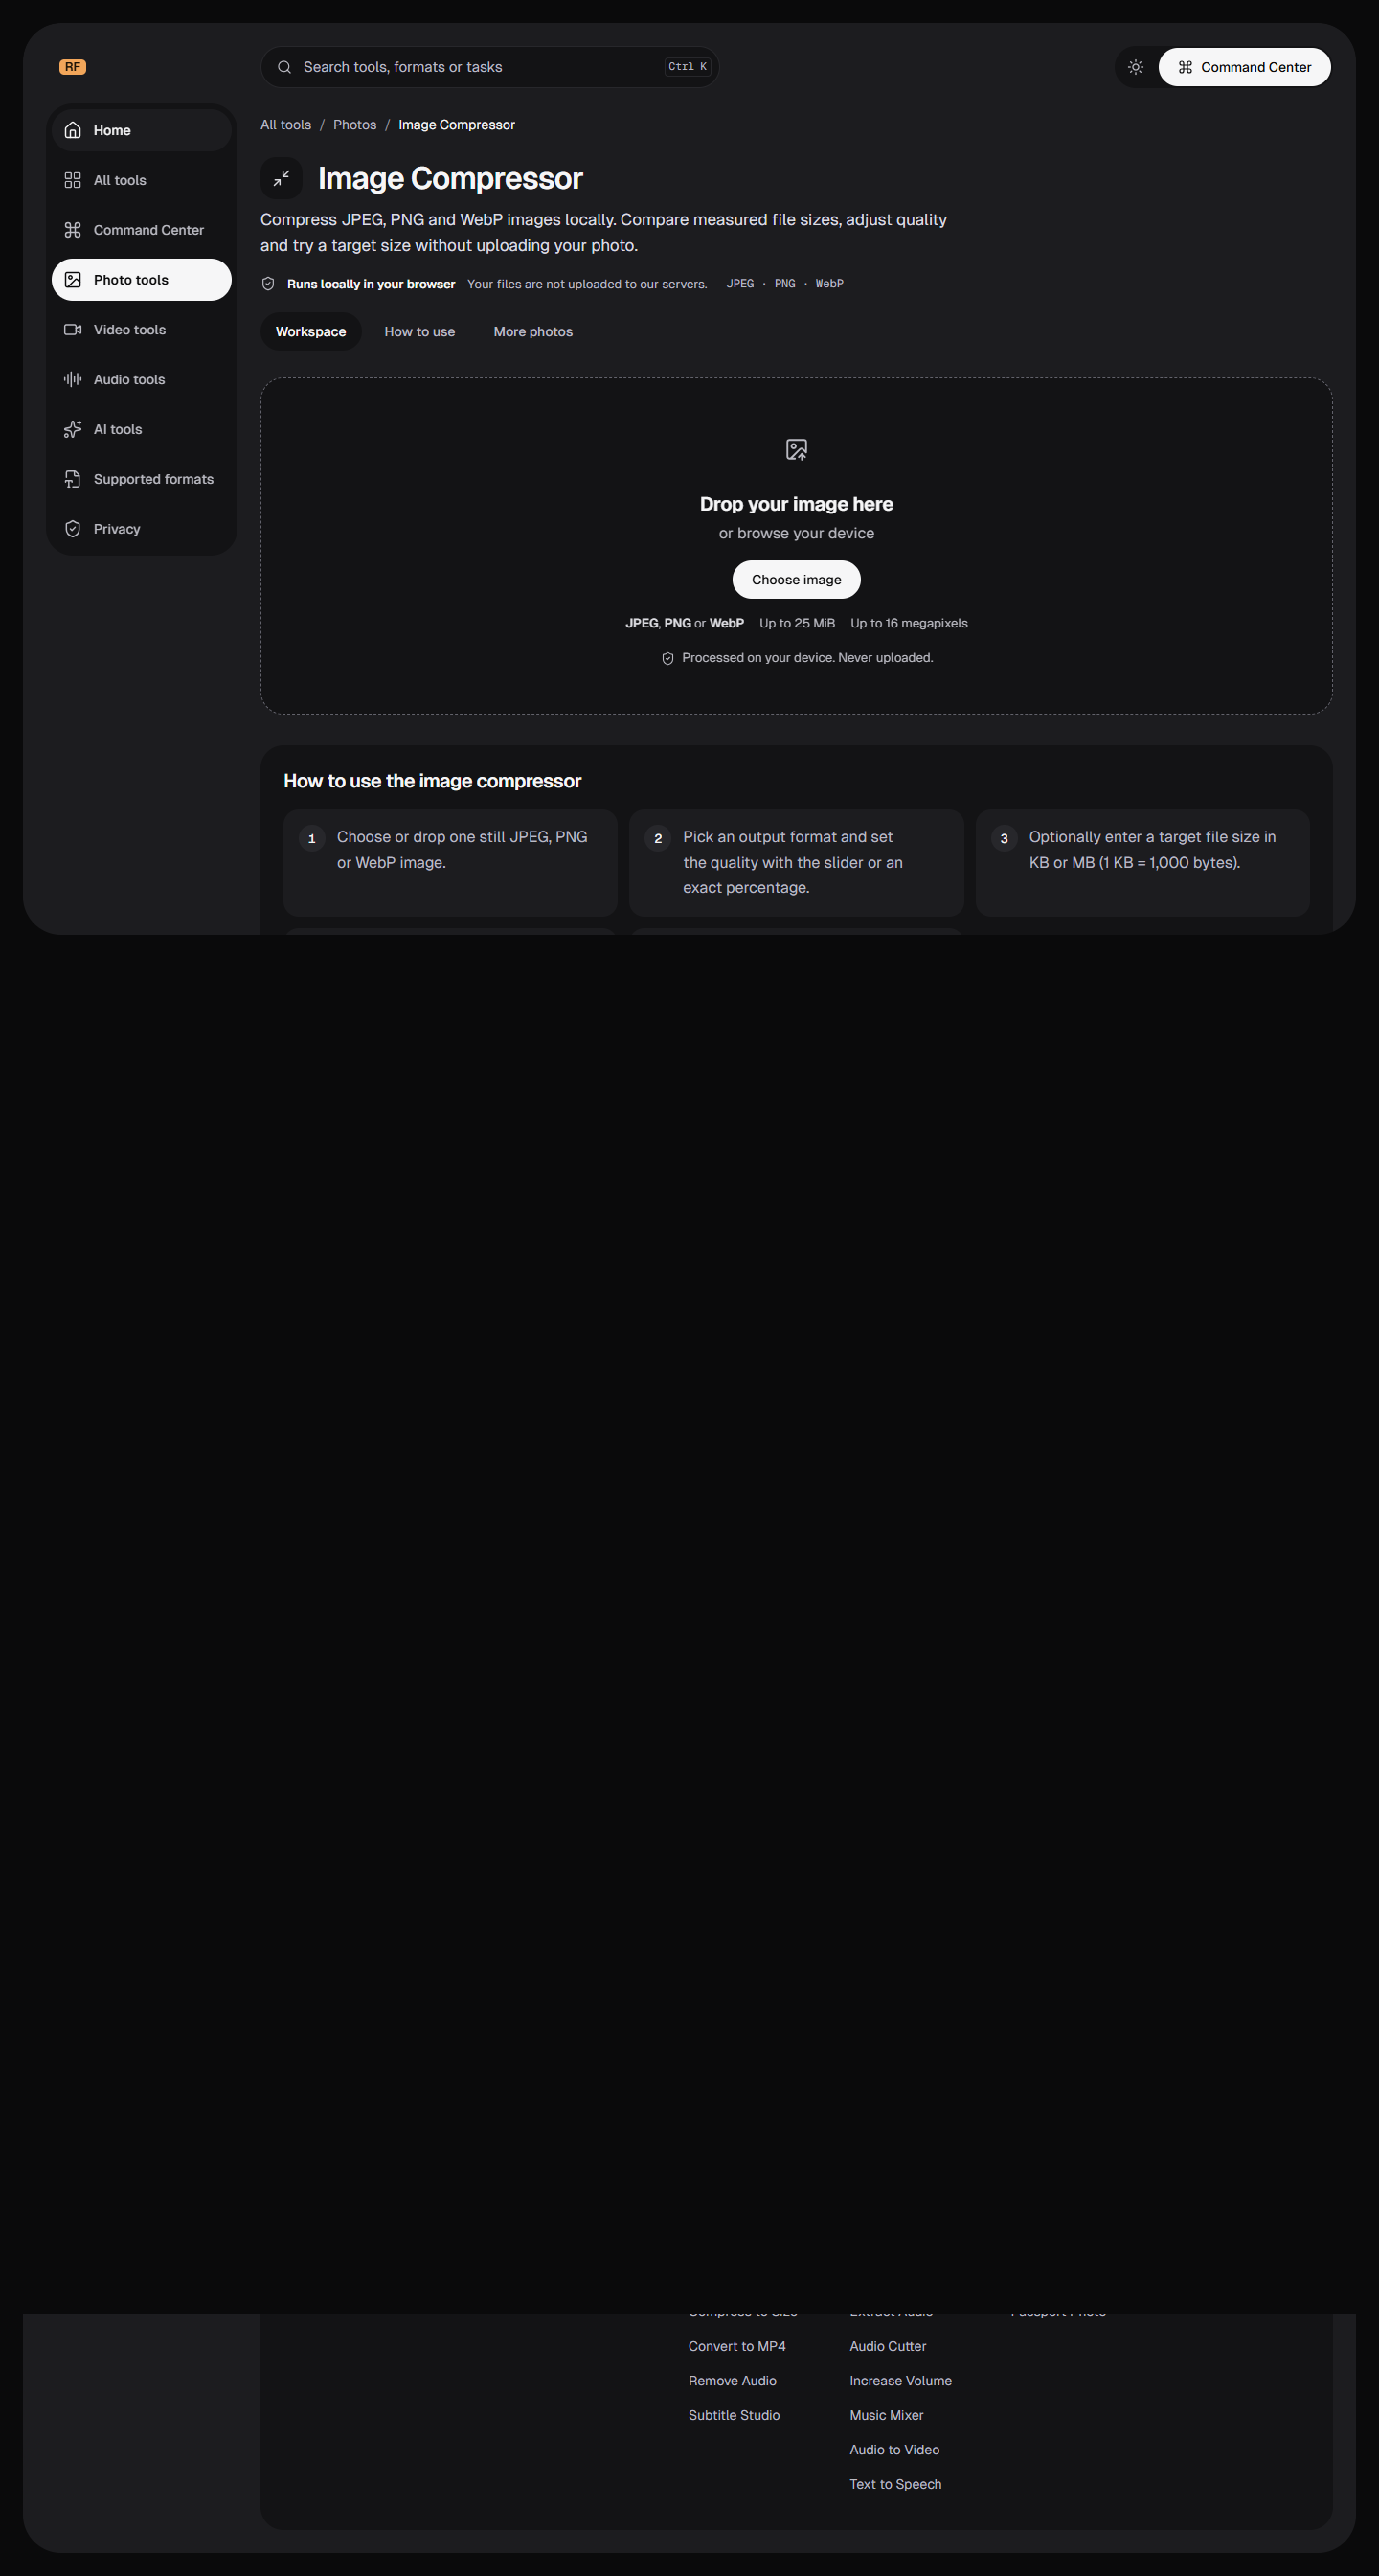 RF
Search tools, formats or tasks
Ctrl K
Command Center
Home
All tools
Command Center
Photo tools
Video tools
Audio tools
AI tools
Supported formats
Privacy
All tools / Photos / Image Compressor
Image Compressor
Compress JPEG, PNG and WebP images locally. Compare measured file sizes, adjust quality
and try a target size without uploading your photo.
Runs locally in your browser Your files are not uploaded to our servers. JPEG · PNG · WebP
Workspace
How to use
More photos
Drop your image here
or browse your device
Choose image
JPEG, PNG or WebP Up to 25 MiB Up to 16 megapixels
Processed on your device. Never uploaded.
How to use the image compressor
1
Choose or drop one still JPEG, PNG
or WebP image.
2
Pick an output format and set
the quality with the slider or an
exact percentage.
3
Optionally enter a target file size in
KB or MB (1 KB = 1,000 bytes).
Convert to MP4
Remove Audio
Subtitle Studio
Audio Cutter
Increase Volume
Music Mixer
Audio to Video
Text to Speech